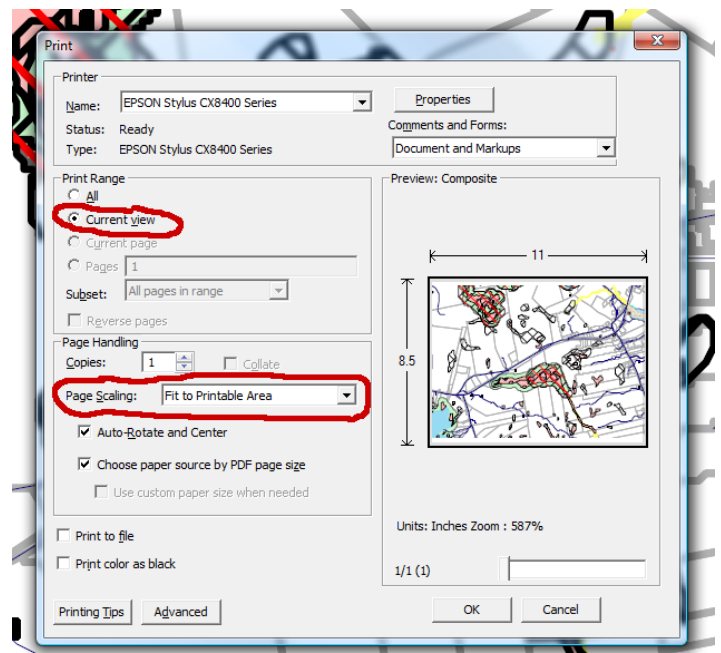 Print
Printer
Name: EPSON Stylus CX8400 Series
Properties
Status: Ready
Comments and Forms:
Type: EPSON Stylus CX8400 Series
Document and Markups
Print Range
All
Current view
Current page
Pages 1
Subset: All pages in range
Reverse pages
Preview: Composite
11
8.5
Page Handling
Copies: 1
Collate
Page Scaling: Fit to Printable Area
Auto-Rotate and Center
Choose paper source by PDF page size
Use custom paper size when needed
Print to file
Print color as black
Units: Inches Zoom : 587%
1/1 (1)
Printing Tips
Advanced
OK
Cancel